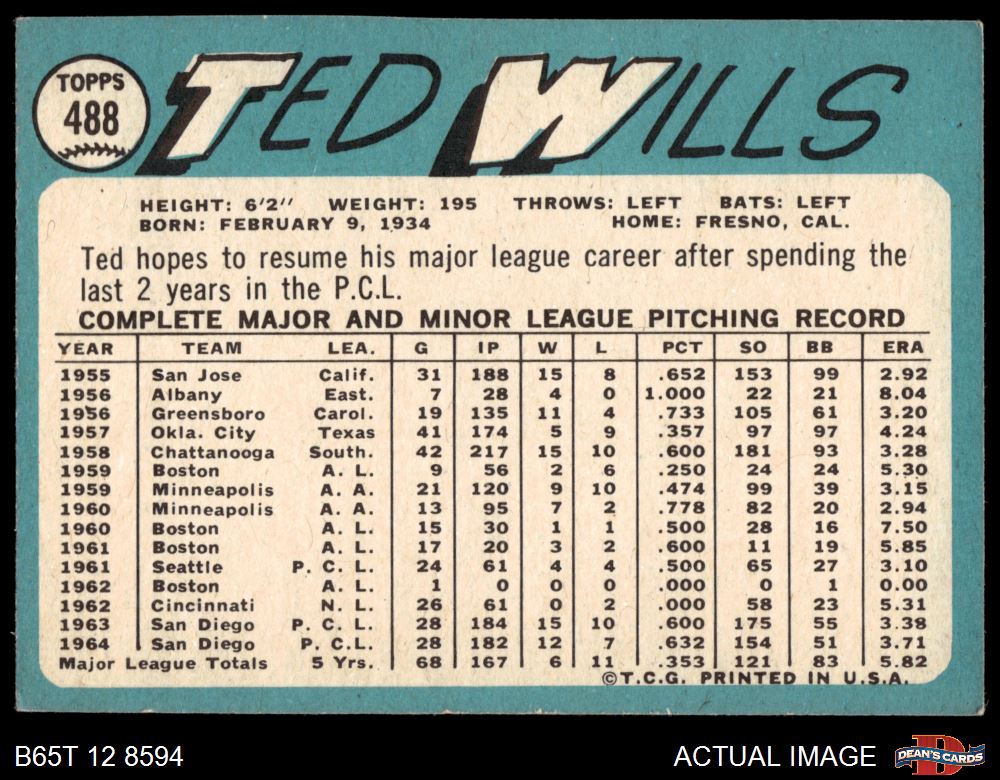 TOPPS
488
TED WILLS
HEIGHT: 6'2" WEIGHT: 195 THROWS: LEFT BATS: LEFT
BORN: FEBRUARY 9, 1934 HOME: FRESNO, CAL.
Ted hopes to resume his major league career after spending the
last 2 years in the P.C.L.
COMPLETE MAJOR AND MINOR LEAGUE PITCHING RECORD
YEAR TEAM LEA. G IP W L PCT SO BB ERA
1955 San Jose Calif. 31 188 15 8 .652 153 99 2.92
1956 Albany East. 7 28 4 0 1.000 22 21 8.04
1956 Greensboro Carol. 19 135 11 4 .733 105 61 3.20
1957 Okla. City Texas 41 174 5 9 .357 97 97 4.24
1958 Chattanooga South. 42 217 15 10 .600 181 93 3.28
1959 Boston A. L. 9 56 2 6 .250 24 24 5.30
1959 Minneapolis A. A. 21 120 9 10 .474 99 39 3.15
1960 Minneapolis A. A. 13 95 7 2 .778 82 20 2.94
1960 Boston A. L. 15 30 1 1 .500 28 16 7.50
1961 Boston A. L. 17 20 3 2 .600 11 19 5.85
1961 Seattle P. C. L. 24 61 4 4 .500 65 27 3.10
1962 Boston A. L. 1 0 0 0 .000 0 1 0.00
1962 Cincinnati N. L. 26 61 0 2 .000 58 23 5.31
1963 San Diego P. C. L. 28 184 15 10 .600 175 55 3.38
1964 San Diego P. C.L. 28 182 12 7 .632 154 51 3.71
Major League Totals 5 Yrs. 68 167 6 11 .353 121 83 5.82
©T.C.G. PRINTED IN U.S.A.
B65T 12 8594 ACTUAL IMAGE DEAN'S CARDS